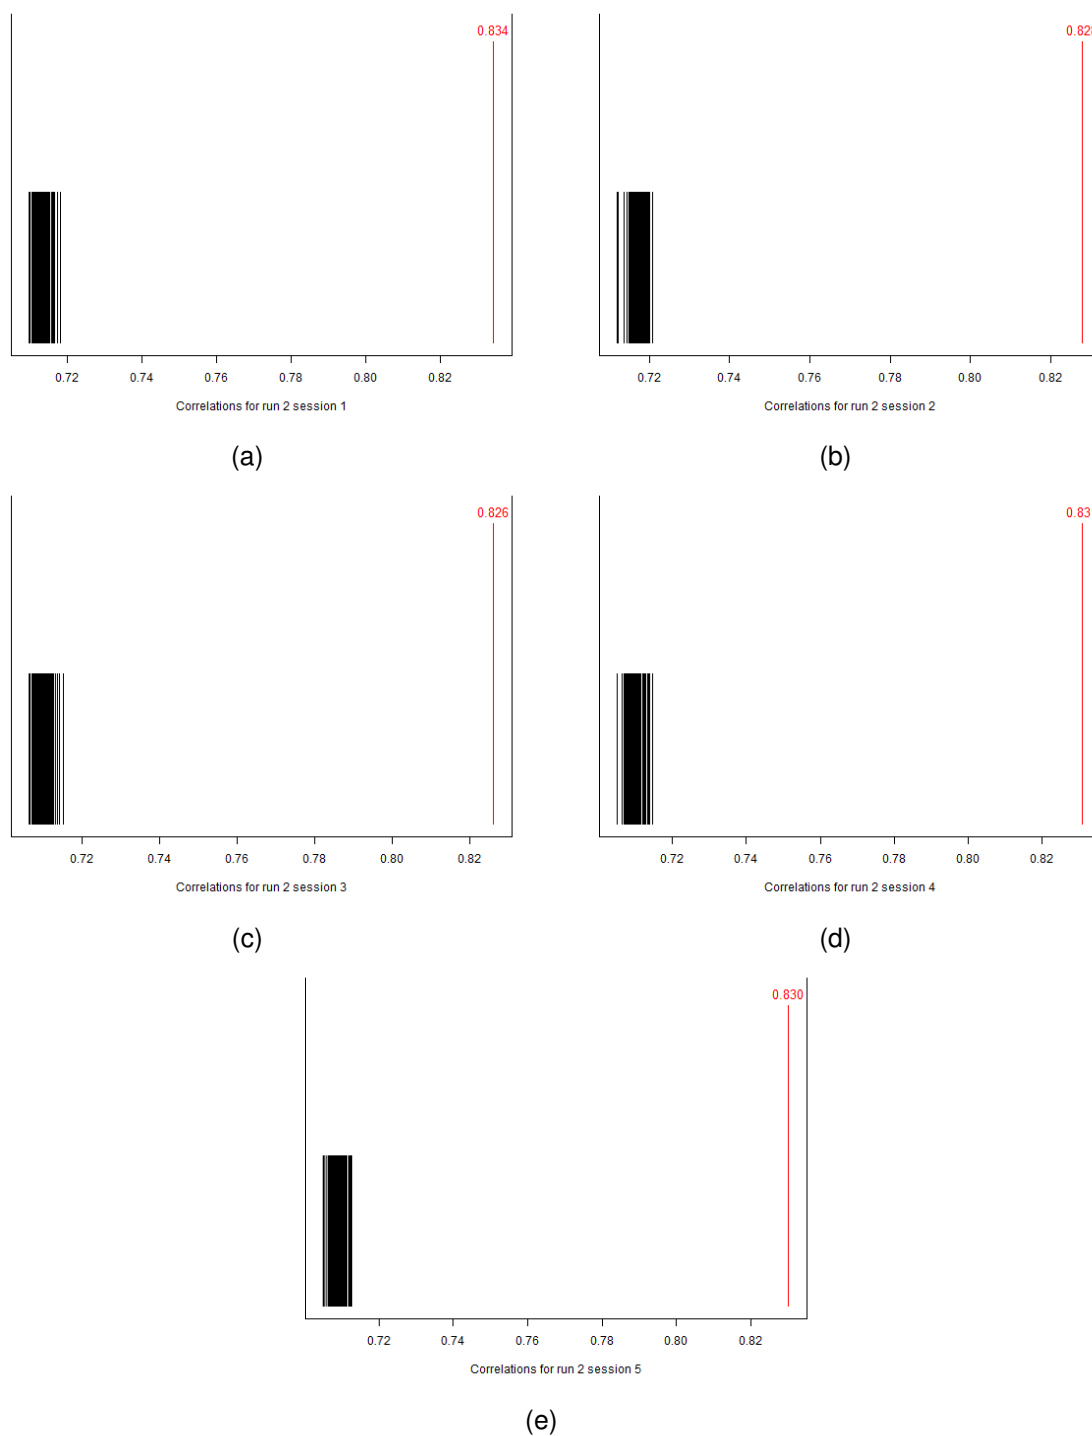 0.834
0.828
0.72 0.74 0.76 0.78 0.80 0.82
Correlations for run 2 session 1
(a)
0.72 0.74 0.76 0.78 0.80 0.82
Correlations for run 2 session 2
(b)
0.826
0.83
0.72 0.74 0.76 0.78 0.80 0.82
Correlations for run 2 session 3
(c)
0.72 0.74 0.76 0.78 0.80 0.82
Correlations for run 2 session 4
(d)
0.830
0.72 0.74 0.76 0.78 0.80 0.82
Correlations for run 2 session 5
(e)